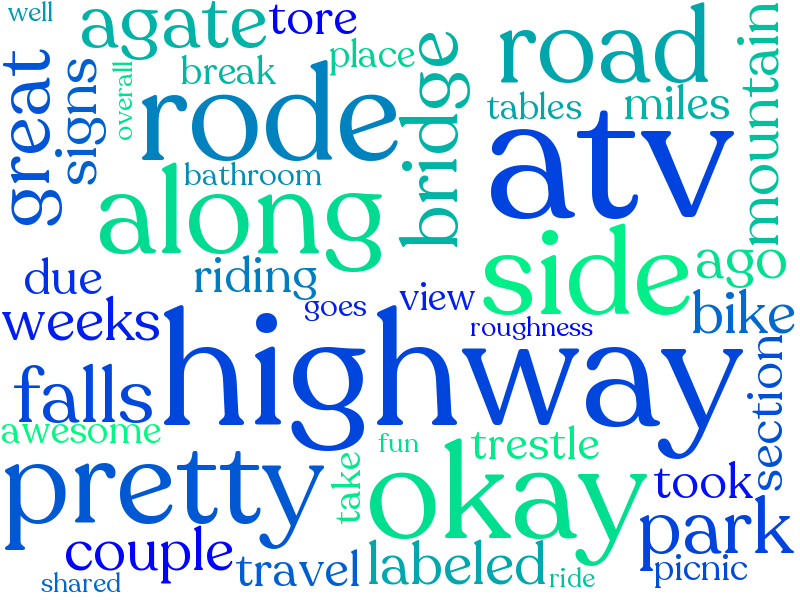 well
agate
tore
place
break
overall
great
signs
rode
bridge
road
tables
miles
mountain
atv
bathroom
along
side
ago
due
riding
goes
view
bike
weeks
roughness
highway
falls
section
awesome
fun
trestle
pretty
take
okay
took
park
couple
travel
labeled
ride
picnic
shared